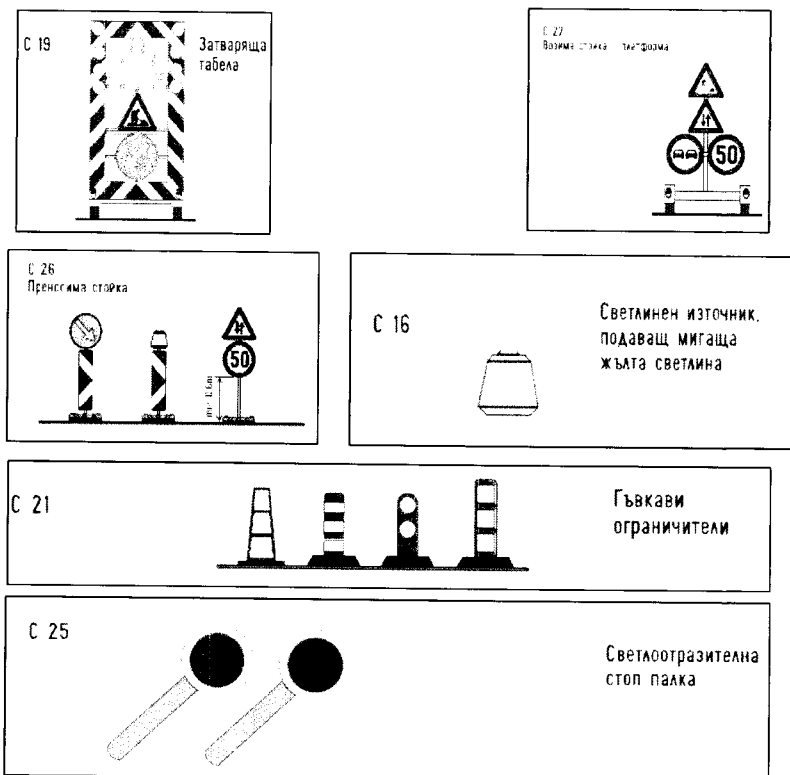 С 19
Затваряща
табела
С 27
Возима стойка платформа
50
С 26
Преносима стойка
50
С 16
Светлинен източник,
подаващ мигаща
жълта светлина
С 21
Гъвкави
ограничители
С 25
Светлоотразителна
стоп палка